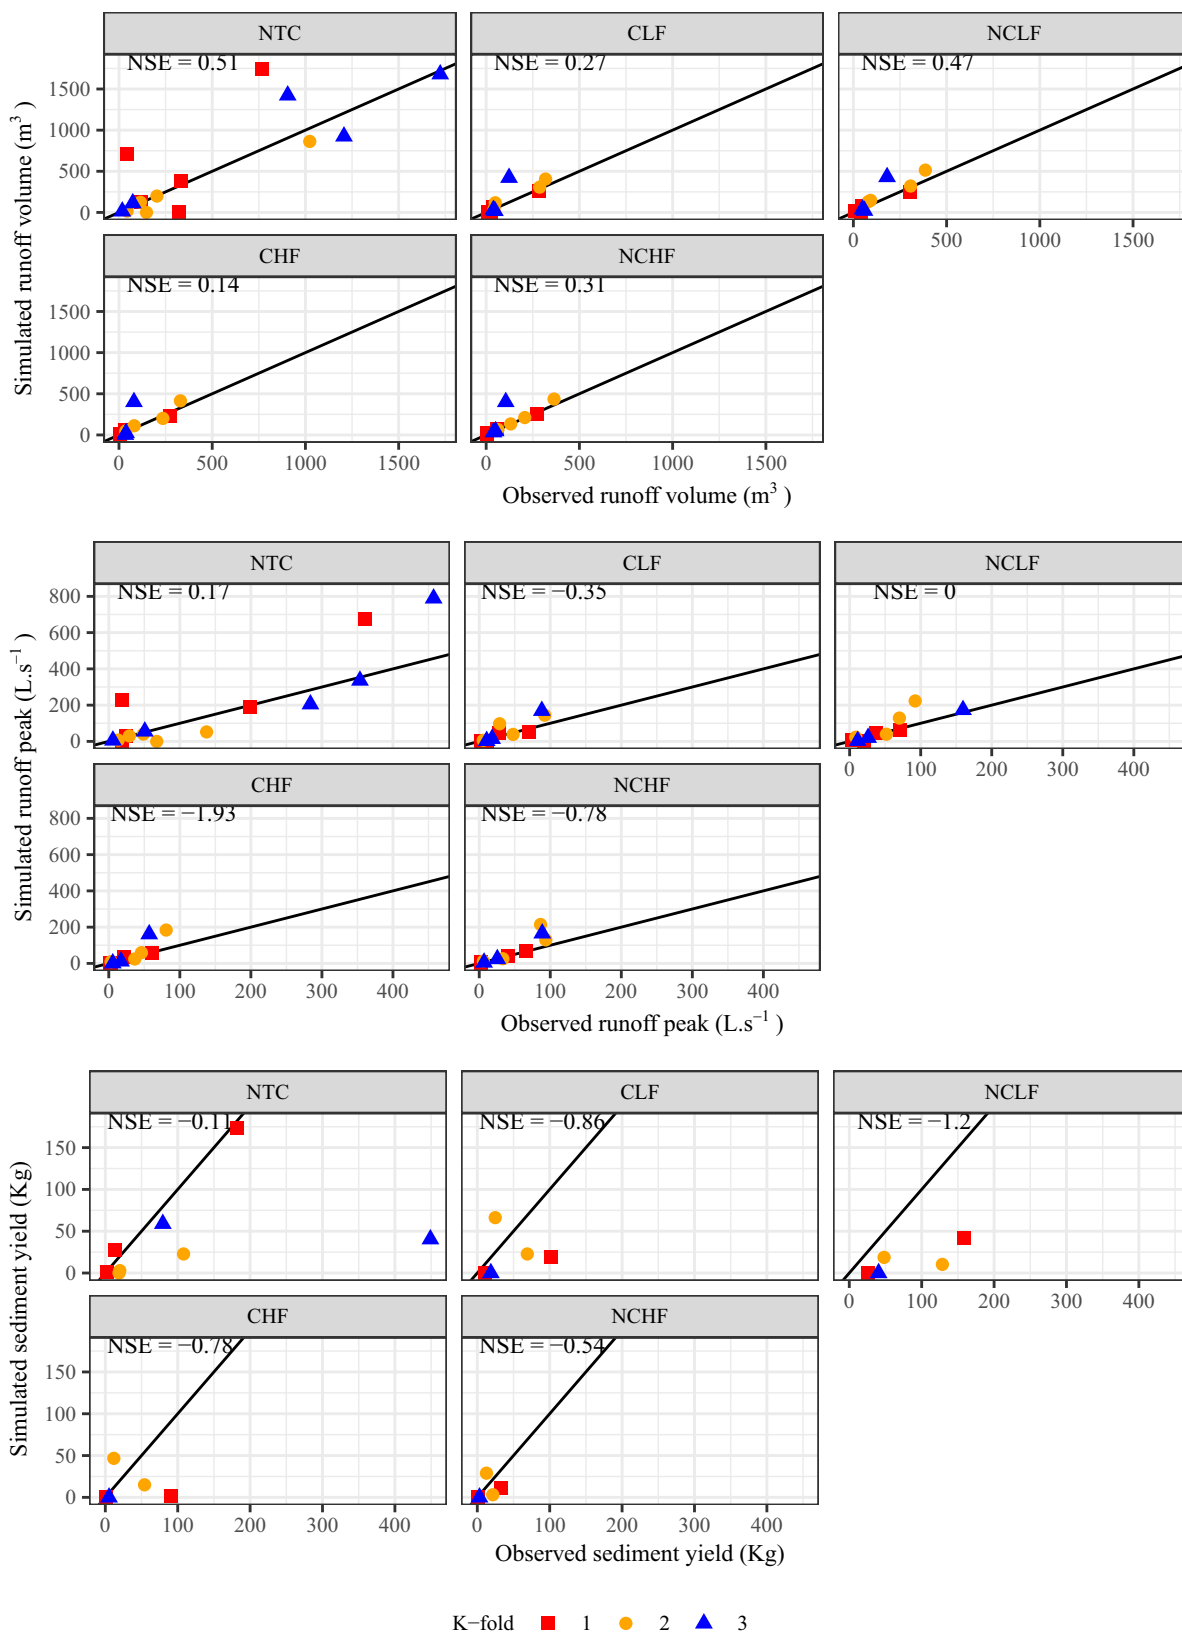 NTC CLF NCLF
NSE = 0.51 NSE = 0.27 NSE = 0.47
1500
1000
500
0
0 500 1000 1500
CHF NCHF
NSE = 0.14 NSE = 0.31
1500
1000
500
0
0 500 1000 1500 0 500 1000 1500
Simulated runoff volume (m³ )
Observed runoff volume (m³ )
NTC CLF NCLF
NSE = 0.17 NSE = −0.35 NSE = 0
800
600
400
200
0
0 100 200 300 400
CHF NCHF
NSE = −1.93 NSE = −0.78
800
600
400
200
0
0 100 200 300 400 0 100 200 300 400
Simulated runoff peak (L.s⁻¹ )
Observed runoff peak (L.s⁻¹ )
NTC CLF NCLF
NSE = −0.11 NSE = −0.86 NSE = −1.2
150
100
50
0
0 100 200 300 400
CHF NCHF
NSE = −0.78 NSE = −0.54
150
100
50
0
0 100 200 300 400 0 100 200 300 400
Simulated sediment yield (Kg)
Observed sediment yield (Kg)
K−fold 1 2 3